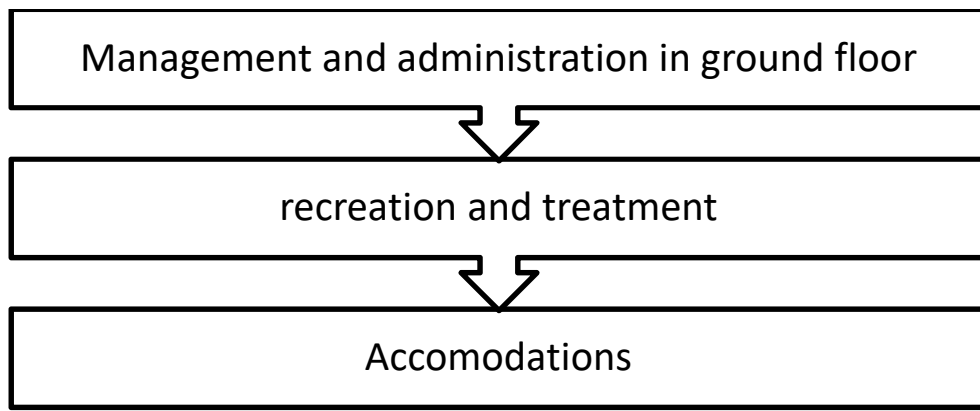 Management and administration in ground floor
recreation and treatment
Accomodations